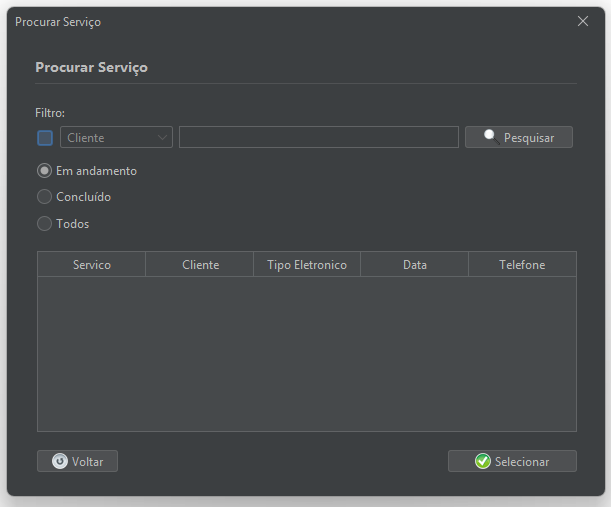 Procurar Serviço
Procurar Serviço
Filtro:
Cliente Pesquisar
Em andamento
Concluído
Todos
Servico Cliente Tipo Eletronico Data Telefone
Voltar Selecionar